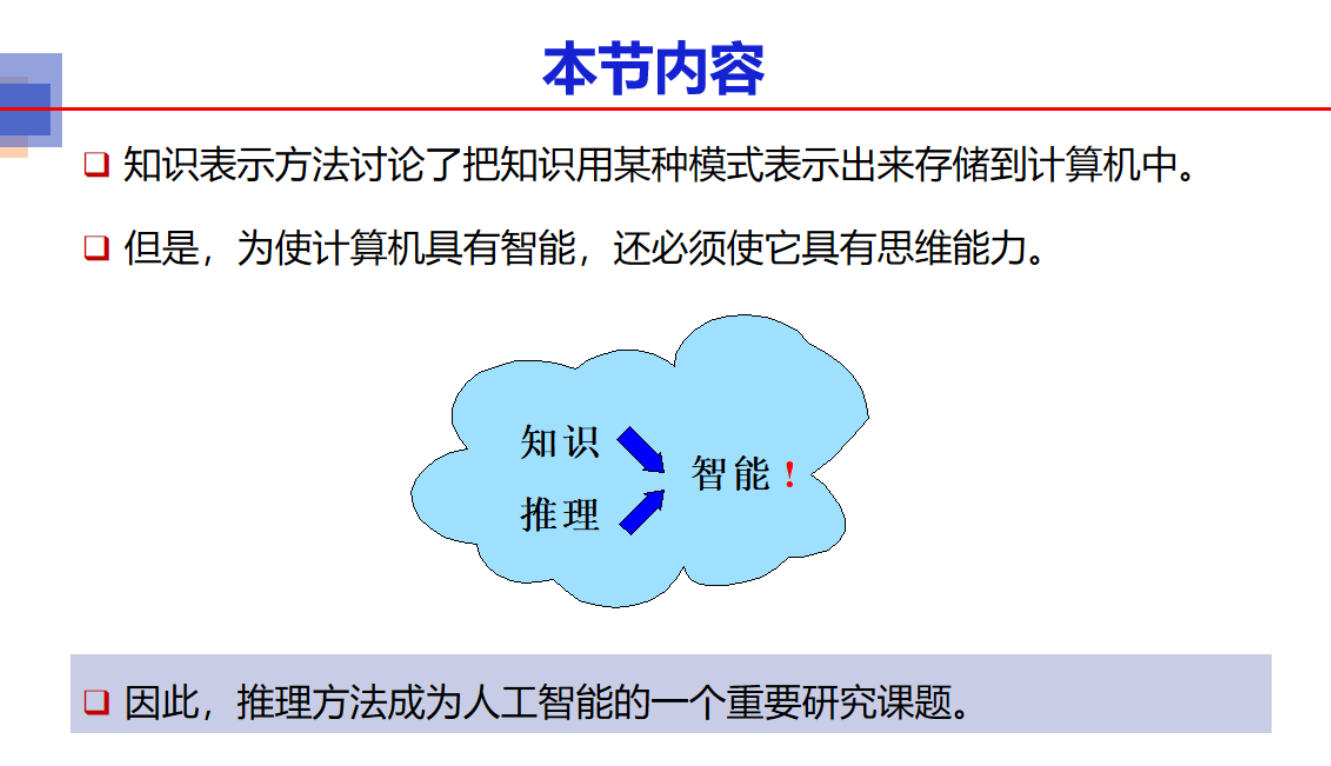 本节内容
知识表示方法讨论了把知识用某种模式表示出来存储到计算机中。
但是，为使计算机具有智能，还必须使它具有思维能力。
知识
推理
智能！
因此，推理方法成为人工智能的一个重要研究课题。